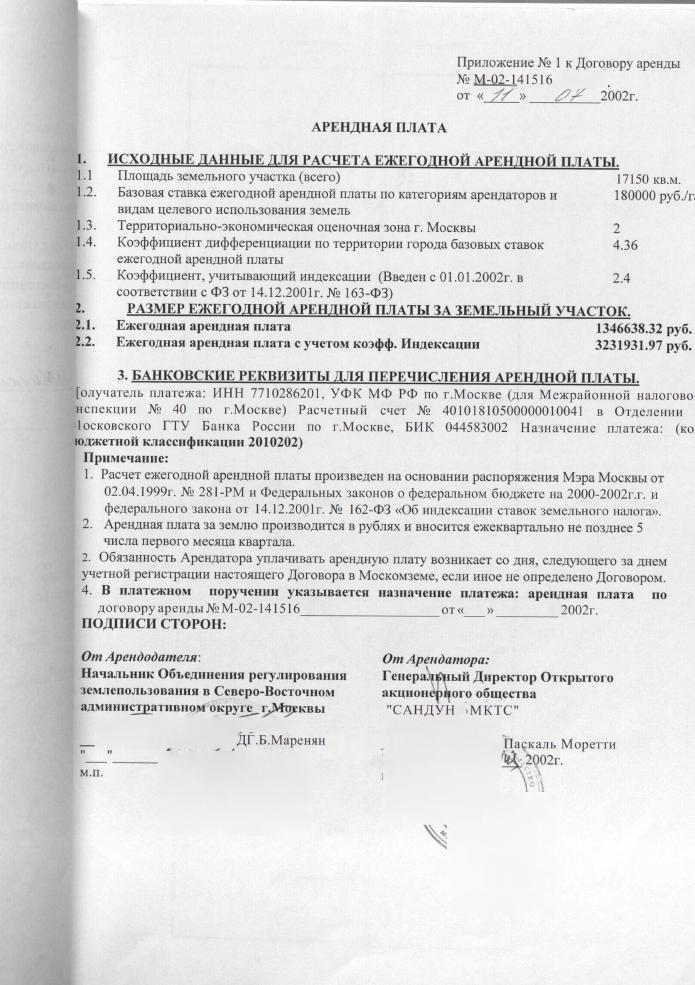 Приложение № 1 к Договору аренды
№ М-02-141516
от «11» 07 2002г.
АРЕНДНАЯ ПЛАТА
1. ИСХОДНЫЕ ДАННЫЕ ДЛЯ РАСЧЕТА ЕЖЕГОДНОЙ АРЕНДНОЙ ПЛАТЫ.
1.1 Площадь земельного участка (всего) 17150 кв.м.
1.2. Базовая ставка ежегодной арендной платы по категориям арендаторов и 180000 руб./г
видам целевого использования земель
1.3. Территориально-экономическая оценочная зона г. Москвы 2
1.4. Коэффициент дифференциации по территории города базовых ставок 4.36
ежегодной арендной платы
1.5. Коэффициент, учитывающий индексации (Введен с 01.01.2002г. в 2.4
соответствии с ФЗ от 14.12.2001г. № 163-ФЗ)
2. РАЗМЕР ЕЖЕГОДНОЙ АРЕНДНОЙ ПЛАТЫ ЗА ЗЕМЕЛЬНЫЙ УЧАСТОК.
2.1. Ежегодная арендная плата 1346638.32 руб.
2.2. Ежегодная арендная плата с учетом коэфф. Индексации 3231931.97 руб.
3. БАНКОВСКИЕ РЕКВИЗИТЫ ДЛЯ ПЕРЕЧИСЛЕНИЯ АРЕНДНОЙ ПЛАТЫ.
олучатель платежа: ИНН 7710286201, УФК МФ РФ по г.Москве (для Межрайонной налогово
нспекции № 40 по г.Москве) Расчетный счет № 40101810500000010041 в Отделении
осковского ГТУ Банка России по г.Москве, БИК 044583002 Назначение платежа: (ко
юджетной классификации 2010202)
Примечание:
1. Расчет ежегодной арендной платы произведен на основании распоряжения Мэра Москвы от
02.04.1999г. № 281-РМ и Федеральных законов о федеральном бюджете на 2000-2002г.г. и
федерального закона от 14.12.2001г. № 162-ФЗ «Об индексации ставок земельного налога».
2. Арендная плата за землю производится в рублях и вносится ежеквартально не позднее 5
числа первого месяца квартала.
2. Обязанность Арендатора уплачивать арендную плату возникает со дня, следующего за днем
учетной регистрации настоящего Договора в Москомземе, если иное не определено Договором.
4. В платежном поручении указывается назначение платежа: арендная плата по
договору аренды № М-02-141516____________________ от «___» _________ 2002г.
ПОДПИСИ СТОРОН:
От Арендодателя: От Арендатора:
Начальник Объединения регулирования Генеральный Директор Открытого
землепользования в Северо-Восточном акционерного общества
административном округе г.Москвы "САНДУН МКТС"
ДГ.Б.Маренян Паскаль Моретти
"___"_______ 2002г.
м.п.